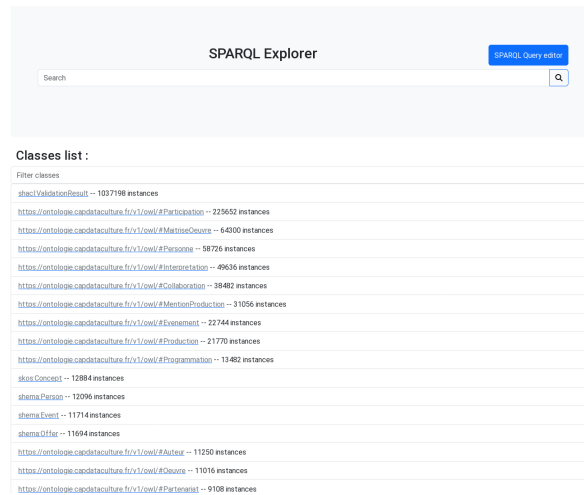 SPARQL Explorer
SPARQL Query editor
Search
Classes list :
Filter classes
shacl:ValidationResult -- 1037198 instances
https://ontologie.capdataculture.fr/v1/owl/#Participation -- 225652 instances
https://ontologie.capdataculture.fr/v1/owl/#MaitriseOeuvre -- 64300 instances
https://ontologie.capdataculture.fr/v1/owl/#Personne -- 58726 instances
https://ontologie.capdataculture.fr/v1/owl/#Interpretation -- 49636 instances
https://ontologie.capdataculture.fr/v1/owl/#Collaboration -- 38482 instances
https://ontologie.capdataculture.fr/v1/owl/#MentionProduction -- 31056 instances
https://ontologie.capdataculture.fr/v1/owl/#Evenement -- 22744 instances
https://ontologie.capdataculture.fr/v1/owl/#Production -- 21770 instances
https://ontologie.capdataculture.fr/v1/owl/#Programmation -- 13482 instances
skos:Concept -- 12884 instances
shema:Person -- 12096 instances
shema:Event -- 11714 instances
shema:Offer -- 11694 instances
https://ontologie.capdataculture.fr/v1/owl/#Auteur -- 11250 instances
https://ontologie.capdataculture.fr/v1/owl/#Oeuvre -- 11016 instances
https://ontologie.capdataculture.fr/v1/owl/#Partenariat -- 9108 instances